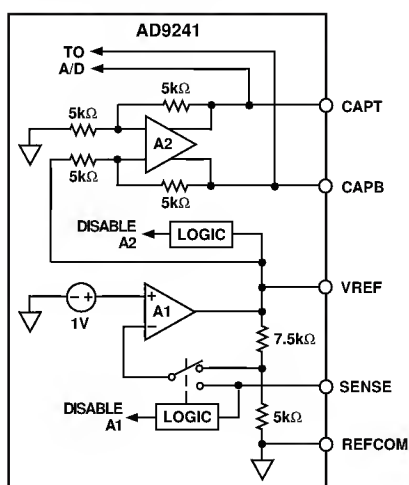 AD9241
TO
A/D
5kΩ
5kΩ
CAPT
A2
5kΩ
5kΩ
CAPB
DISABLE
A2
LOGIC
VREF
- +
1V
+
A1
−
7.5kΩ
SENSE
DISABLE
A1
LOGIC
5kΩ
REFCOM